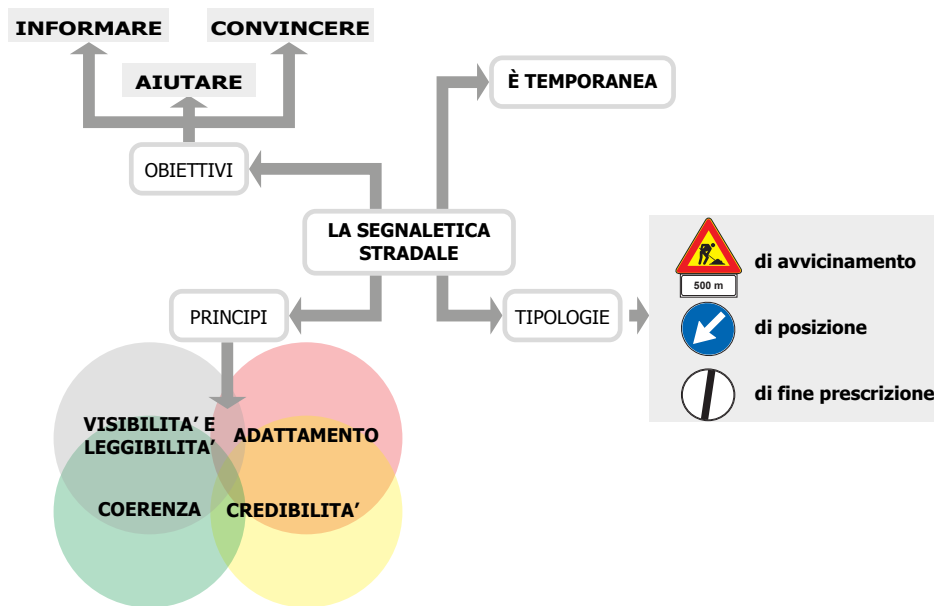 INFORMARE
CONVINCERE
AIUTARE
È TEMPORANEA
OBIETTIVI
LA SEGNALETICA
STRADALE
di avvicinamento
500 m
PRINCIPI
TIPOLOGIE
di posizione
di fine prescrizione
VISIBILITA’ E
LEGGIBILITA’
ADATTAMENTO
COERENZA
CREDIBILITA’